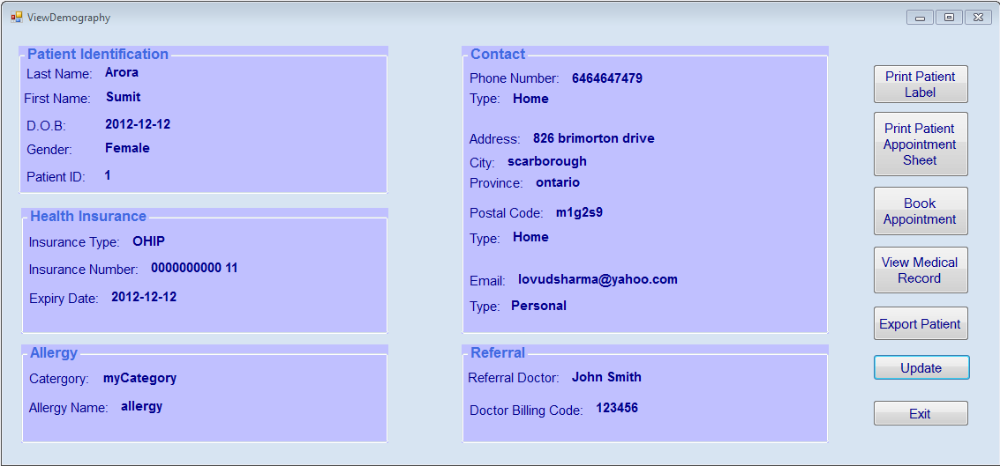 ViewDemography
Patient Identification
Last Name: Arora
First Name: Sumit
D.O.B: 2012-12-12
Gender: Female
Patient ID: 1
Health Insurance
Insurance Type: OHIP
Insurance Number: 0000000000 11
Expiry Date: 2012-12-12
Allergy
Catergory: myCategory
Allergy Name: allergy
Contact
Phone Number: 6464647479
Type: Home
Address: 826 brimorton drive
City: scarborough
Province: ontario
Postal Code: m1g2s9
Type: Home
Email: lovudsharma@yahoo.com
Type: Personal
Referral
Referral Doctor: John Smith
Doctor Billing Code: 123456
Print Patient
Label
Print Patient
Appointment
Sheet
Book
Appointment
View Medical
Record
Export Patient
Update
Exit